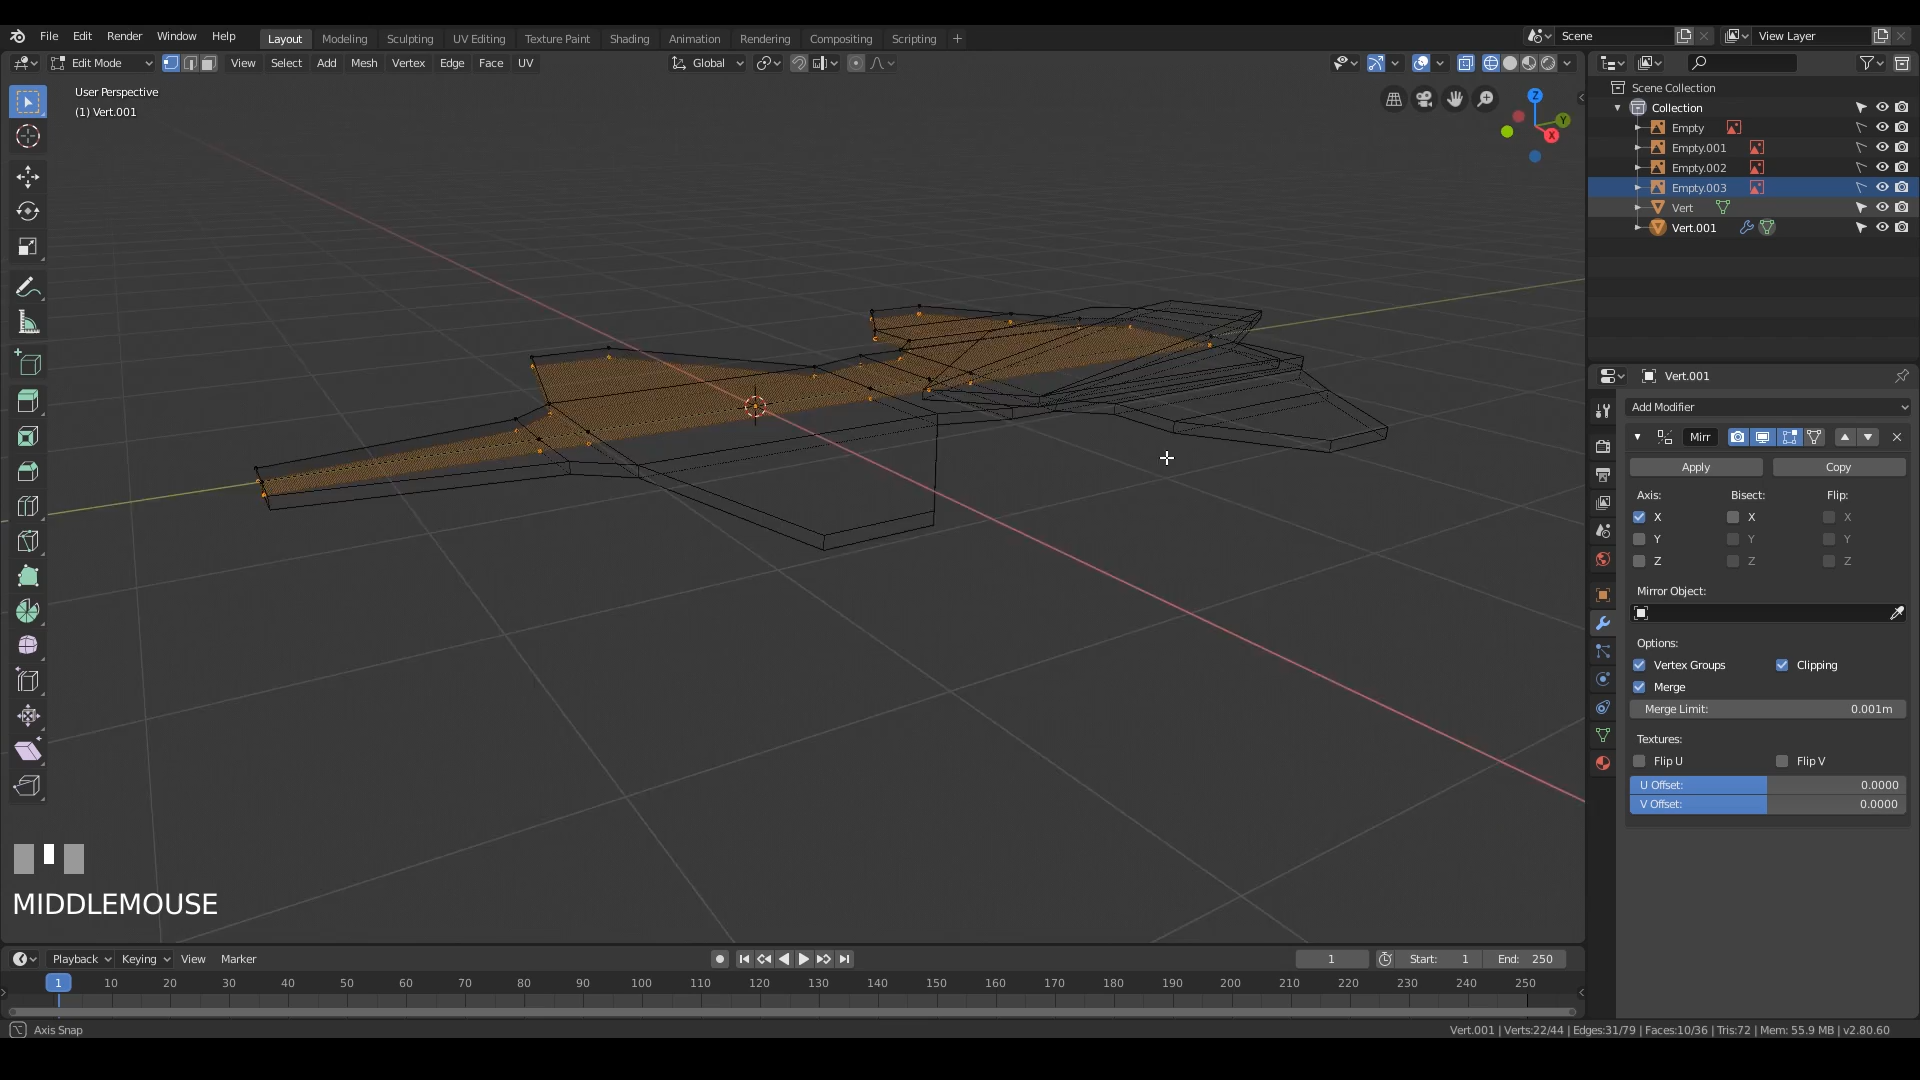 File Edit Render Window Help Layout Modeling Sculpting UV Editing Texture Paint Shading Animation Rendering Compositing Scripting + Scene View Layer
Edit Mode View Select Add Mesh Vertex Edge Face UV Global
User Perspective
(1) Vert.001
Z
Y
X
Scene Collection
Collection
Empty
Empty.001
Empty.002
Empty.003
Vert
Vert.001
Vert.001
Add Modifier
Mirr
Apply Copy
Axis: Bisect: Flip:
X X X
Y Y Y
Z Z Z
Mirror Object:
Options:
Vertex Groups Clipping
Merge
Merge Limit: 0.001m
Textures:
Flip U Flip V
U Offset: 0.0000
V Offset: 0.0000
MIDDLEMOUSE
Playback Keying View Marker 1 Start: 1 End: 250
1 10 20 30 40 50 60 70 80 90 100 110 120 130 140 150 160 170 180 190 200 210 220 230 240 250
Axis Snap Vert.001 | Verts:22/44 | Edges:31/79 | Faces:10/36 | Tris:72 | Mem: 55.9 MB | v2.80.60